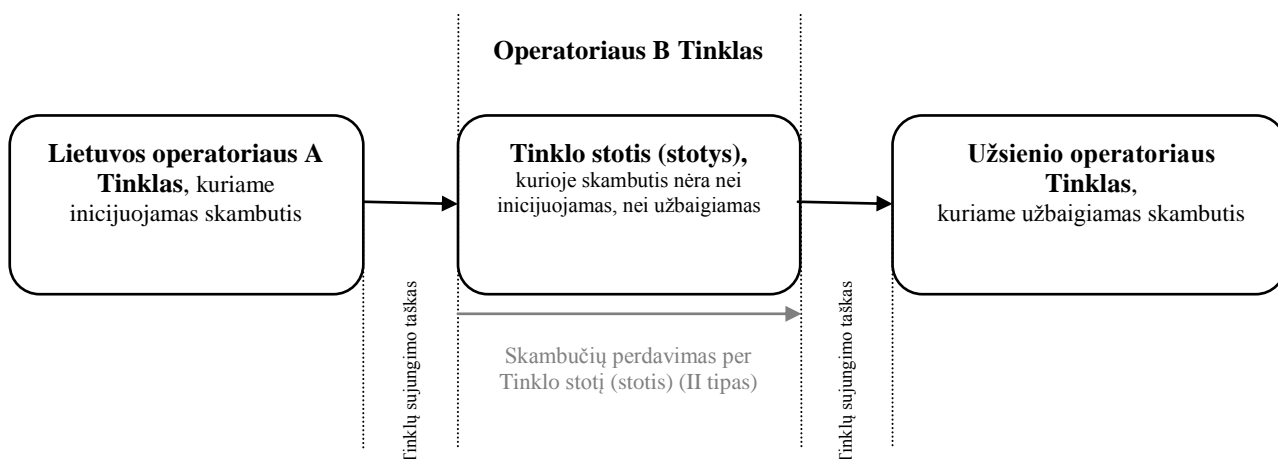 Operatoriaus B Tinklas
Lietuvos operatoriaus A
Tinklas, kuriame
inicijuojamas skambutis
Tinklo stotis (stotys),
kurioje skambutis nėra nei
inicijuojamas, nei užbaigiamas
Užsienio operatoriaus
Tinklas,
kuriame užbaigiamas skambutis
Tinklų sujungimo taškas
Skambučių perdavimas per
Tinklo stotį (stotis) (II tipas)
Tinklų sujungimo taškas